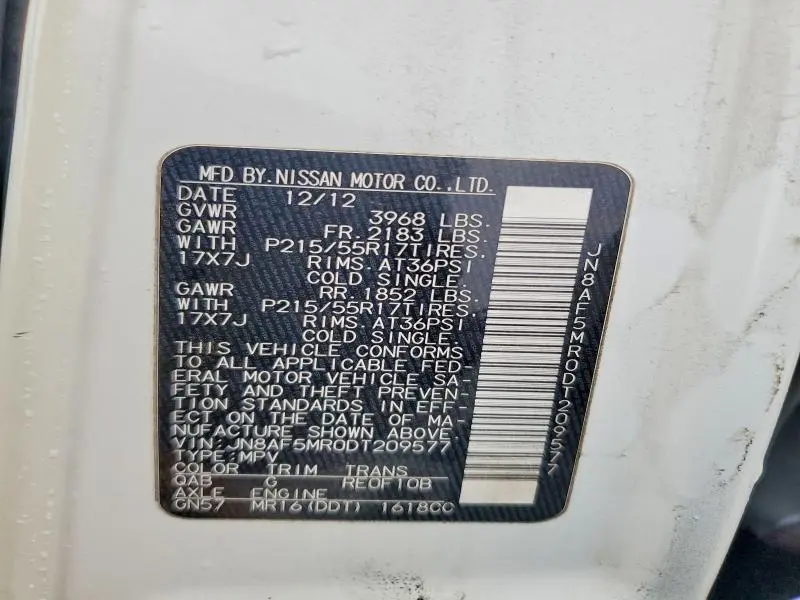 MFD BY. NISSAN MOTOR CO., LTD.
DATE 12/12
GVWR 3968 LBS.
GAWR FR. 2183 LBS.
WITH P215/55R17TIRES.
17X7J RIMS. AT36PSI
COLD SINGLE.
GAWR RR. 1852 LBS.
WITH P215/55R17TIRES.
17X7J RIMS. AT36PSI
COLD SINGLE.
THIS VEHICLE CONFORMS
TO ALL APPLICABLE FED-
ERAL MOTOR VEHICLE SA-
FETY AND THEFT PREVEN-
TION STANDARDS IN EFF-
ECT ON THE DATE OF MA-
NUFACTURE SHOWN ABOVE.
VIN: JN8AF5MR0DT209577
TYPE: MPV
COLOR TRIM TRANS
QAB G RE0F10B
AXLE ENGINE
GN57 MR16(DDT) 1618CC
JN8AF5MR0DT209577